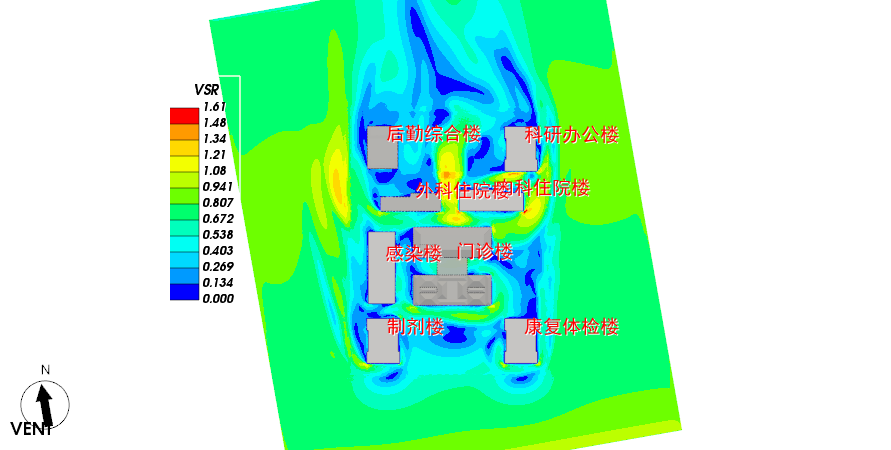 VSR
1.61
1.48
1.34
1.21
1.08
0.941
0.807
0.672
0.538
0.403
0.269
0.134
0.000
后勤综合楼
科研办公楼
外科住院楼
内科住院楼
感染楼
门诊楼
制剂楼
康复体检楼
N
VENT